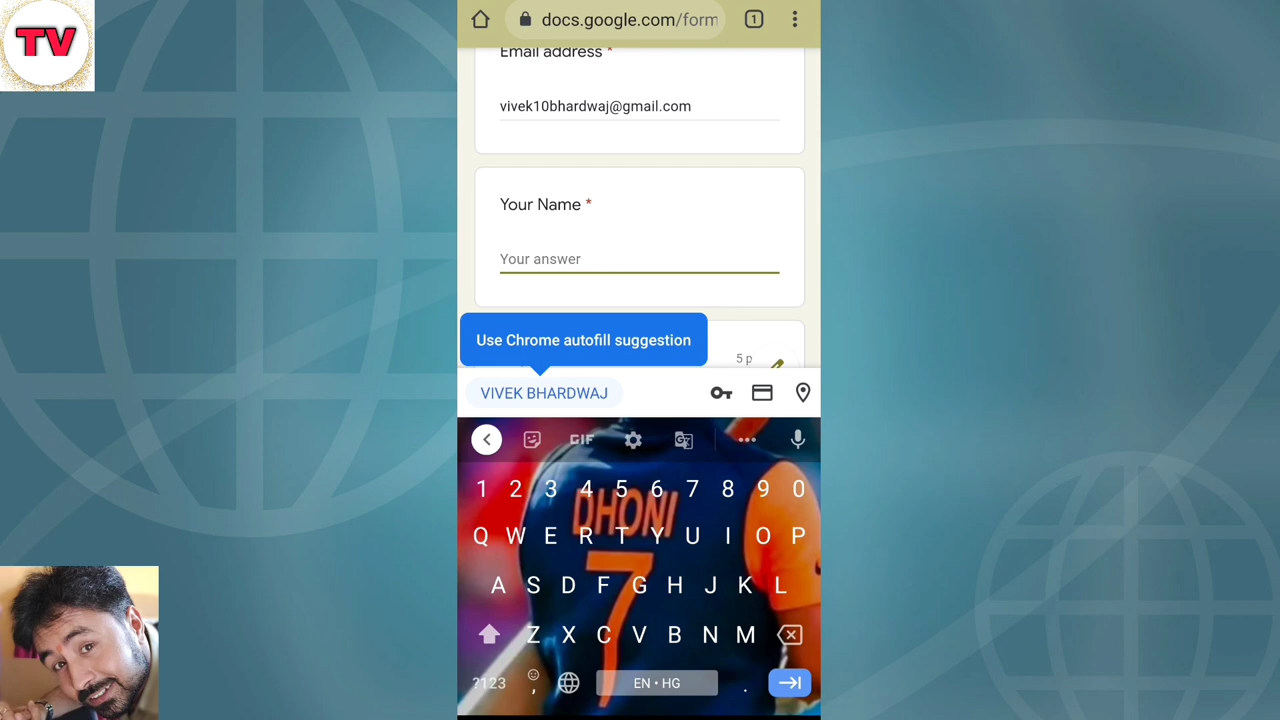 TV
docs.google.com/form
1
Email address *
vivek10bhardwaj@gmail.com
Your Name *
Your answer
Use Chrome autofill suggestion
5 p
VIVEK BHARDWAJ
GIF
DHONI
7
1 2 3 4 5 6 7 8 9 0
Q W E R T Y U I O P
A S D F G H J K L
Z X C V B N M
?123 , EN • HG .